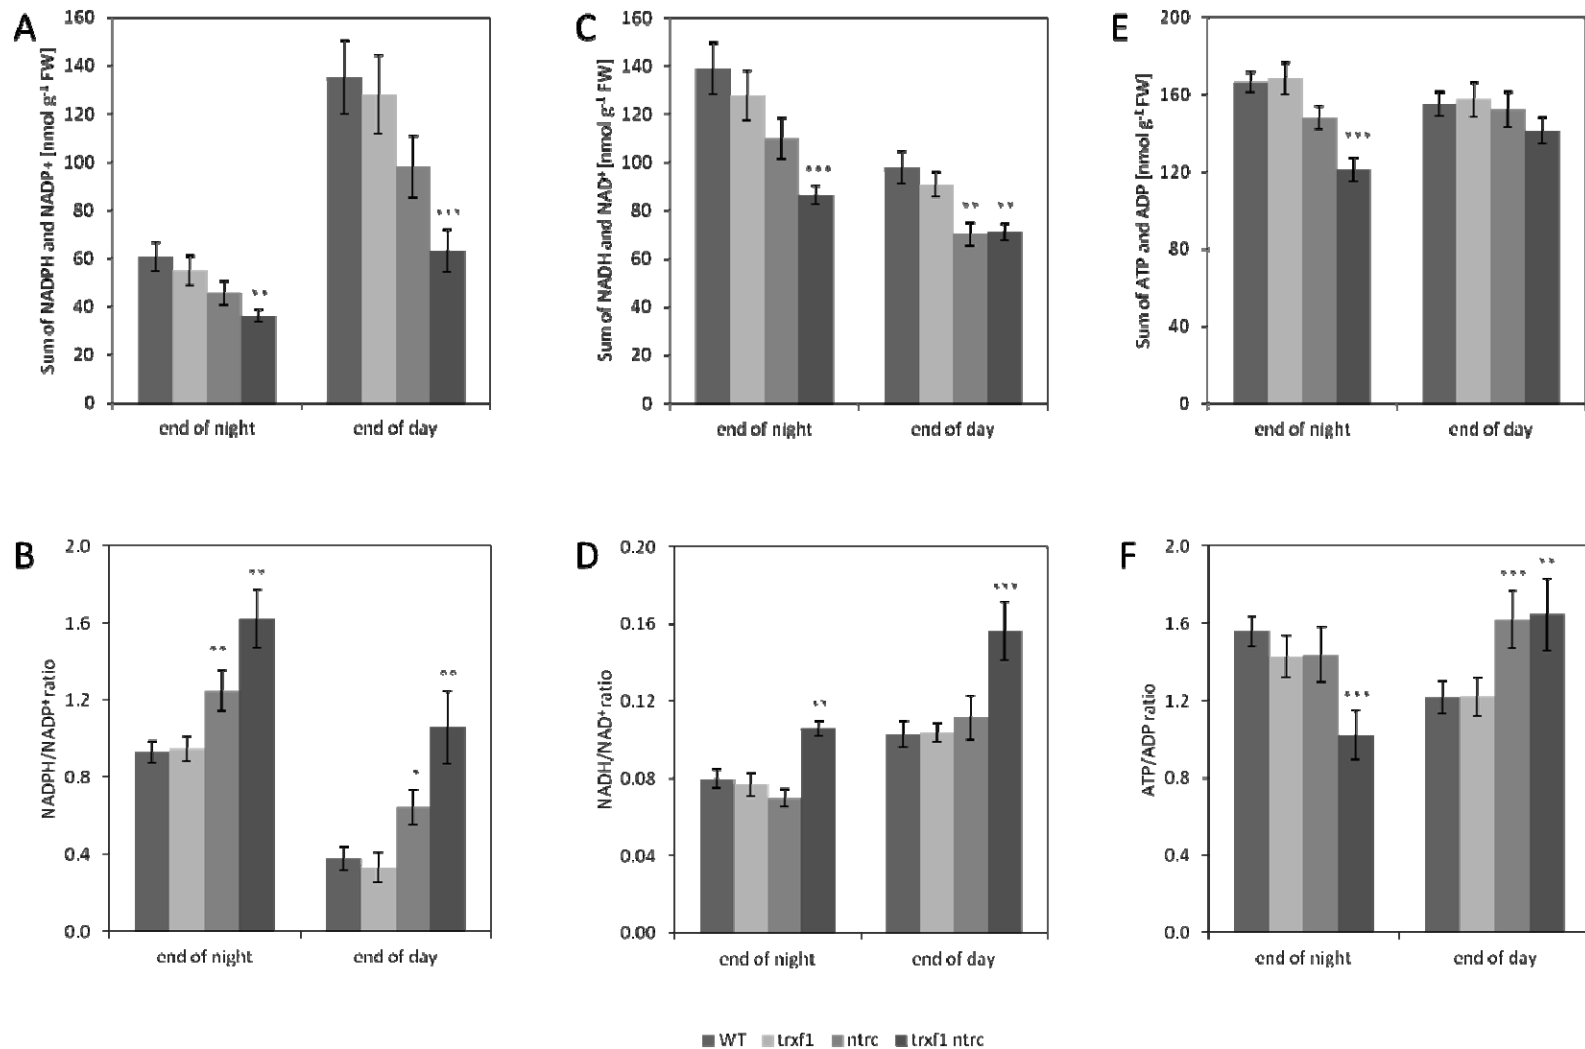 A
Sum of NADPH and NADP+ [nmol g⁻¹ FW]
160
140
120
100
80
60
40
20
0
**
***
end of night
end of day
C
Sum of NADH and NAD⁺ [nmol g⁻¹ FW]
160
140
120
100
80
60
40
20
0
***
**
**
end of night
end of day
E
Sum of ATP and ADP [nmol g⁻¹ FW]
200
160
120
80
40
0
***
end of night
end of day
B
NADPH/NADP⁺ratio
2.0
1.6
1.2
0.8
0.4
0.0
**
**
*
**
end of night
end of day
D
NADH/NAD⁺ ratio
0.20
0.16
0.12
0.08
0.04
0.00
**
***
end of night
end of day
F
ATP/ADP ratio
2.0
1.6
1.2
0.8
0.4
0.0
***
***
**
end of night
end of day
WT trxf1 ntrc trxf1 ntrc